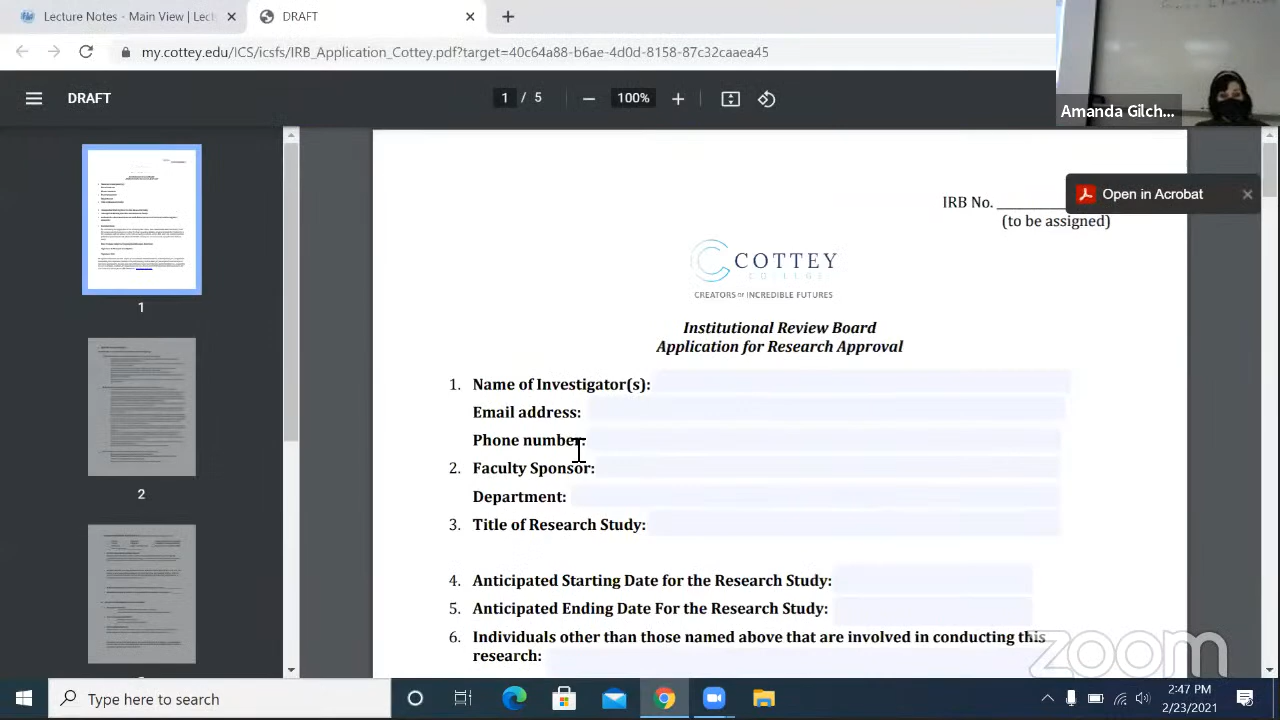 Lecture Notes - Main View | Lect
DRAFT
my.cottey.edu/ICS/icsfs/IRB_Application_Cottey.pdf?target=40c64a88-b6ae-4d0d-8158-87c32caaea45
DRAFT
1 / 5
100%
Amanda Gilch...
Open in Acrobat
IRB No.
(to be assigned)
COTTEY
COLLEGE
CREATORS OF INCREDIBLE FUTURES
Institutional Review Board
Application for Research Approval
1. Name of Investigator(s):
Email address:
Phone number:
2. Faculty Sponsor:
Department:
3. Title of Research Study:
4. Anticipated Starting Date for the Research Study:
5. Anticipated Ending Date For the Research Study:
6. Individuals other than those named above that are involved in conducting this
research:
1
2
zoom
Type here to search
2:47 PM
2/23/2021